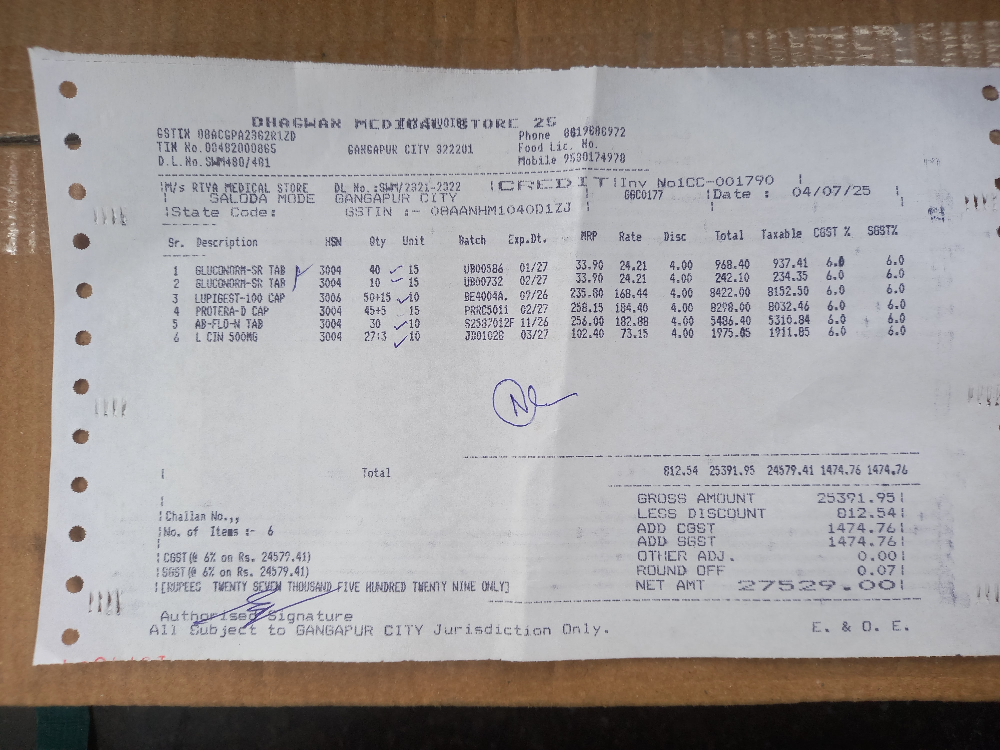 GSTIN 08ACGPA2362R1ZD Phone
TIN No.08482000865 GANGAPUR CITY 322201 Food Lic. No.
D.L.No.SWM480/481 Mobile 9530174978
M/s RIYA MEDICAL STORE DL No.:SWM/2321-2322 CREDIT Inv No1CC-001790
SALODA MODE GANGAPUR CITY GGC0177 Date : 04/07/25
State Code: GSTIN :- 08AANHM1040D1ZJ
Sr. Description HSN Qty Unit Batch Exp.Dt. MRP Rate Disc Total Taxable CGST % SGST%
1 GLUCONORM-SR TAB 3004 40 15 UB00586 01/27 33.90 24.21 4.00 968.40 937.41 6.0 6.0
2 GLUCONORM-SR TAB 3004 10 15 UB00732 02/27 33.90 24.21 4.00 242.10 234.35 6.0 6.0
3 LUPIGEST-100 CAP 3006 50+15 10 BE4004A. 235.80 168.44 4.00 8422.00 8152.50 6.0 6.0
4 PROTERA-D CAP 3004 45+5 15 PRRC5011 02/27 258.15 184.40 4.00 8298.00 8032.46 6.0 6.0
5 AB-FLO-N TAB 3004 30 10 11/26 256.00 182.88 4.00 5486.40 5310.84 6.0 6.0
6 L CIN 500MG 3004 27+3 10 03/27 102.40 73.15 4.00 1975.05 1911.85 6.0 6.0
Total 812.54 25391.95 24579.41 1474.76 1474.76
GROSS AMOUNT 25391.95
Challan No.,, LESS DISCOUNT 812.54
No. of Items :- 6 ADD CGST 1474.76
ADD SGST 1474.76
CGST(@ 6% on Rs. 24579.41) OTHER ADJ. 0.00
SGST(@ 6% on Rs. 24579.41) ROUND OFF 0.07
[RUPEES TWENTY SEVEN THOUSAND FIVE HUNDRED TWENTY NINE ONLY] NET AMT 27529.00
Authorised Signature
All Subject to GANGAPUR CITY Jurisdiction Only. E. & O. E.